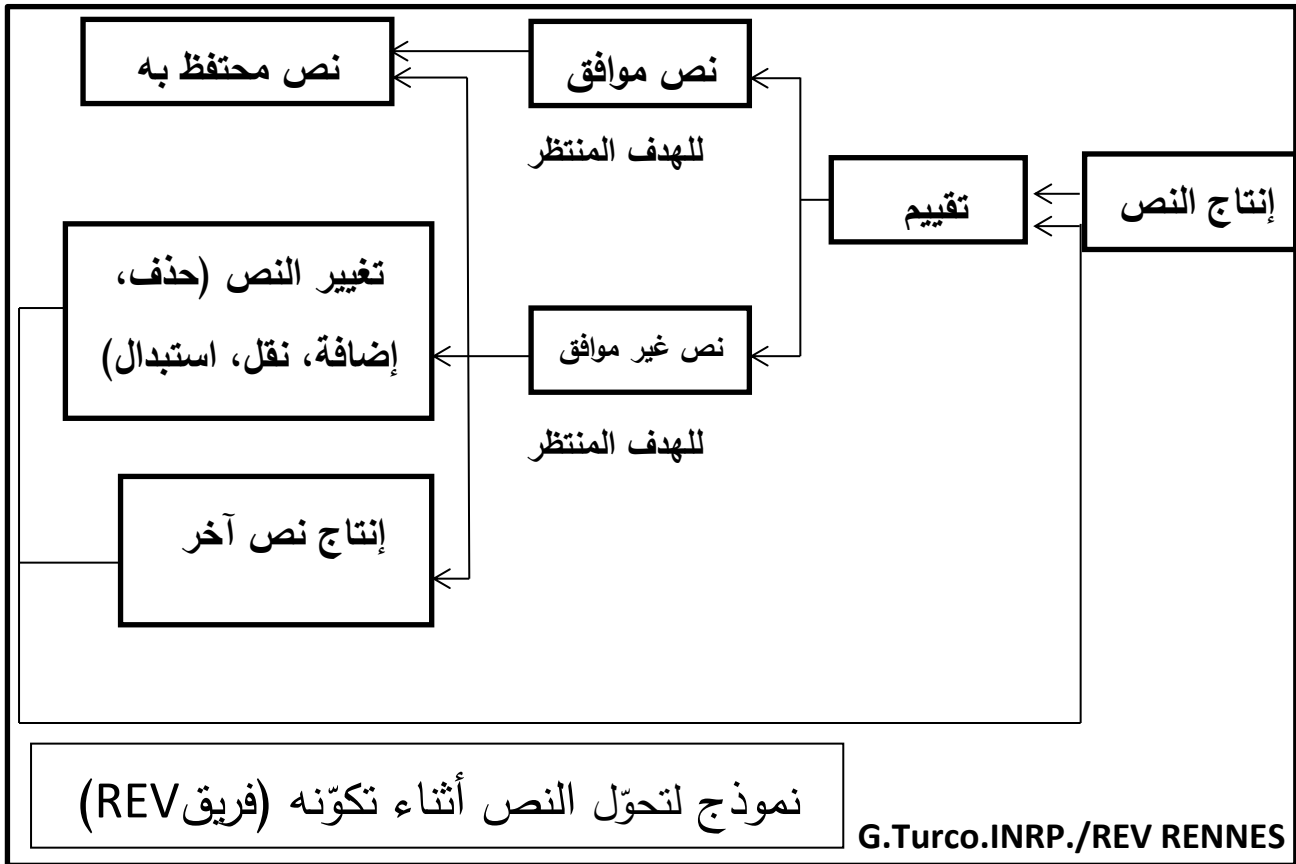 إنتاج النص
تقييم
نص موافق
للهدف المنتظر
نص غير موافق
للهدف المنتظر
نص محتفظ به
تغيير النص (حذف،
إضافة، نقل، استبدال)
إنتاج نص آخر
نموذج لتحوّل النص أثناء تكوّنه (فريقREV)
G.Turco.INRP./REV RENNES